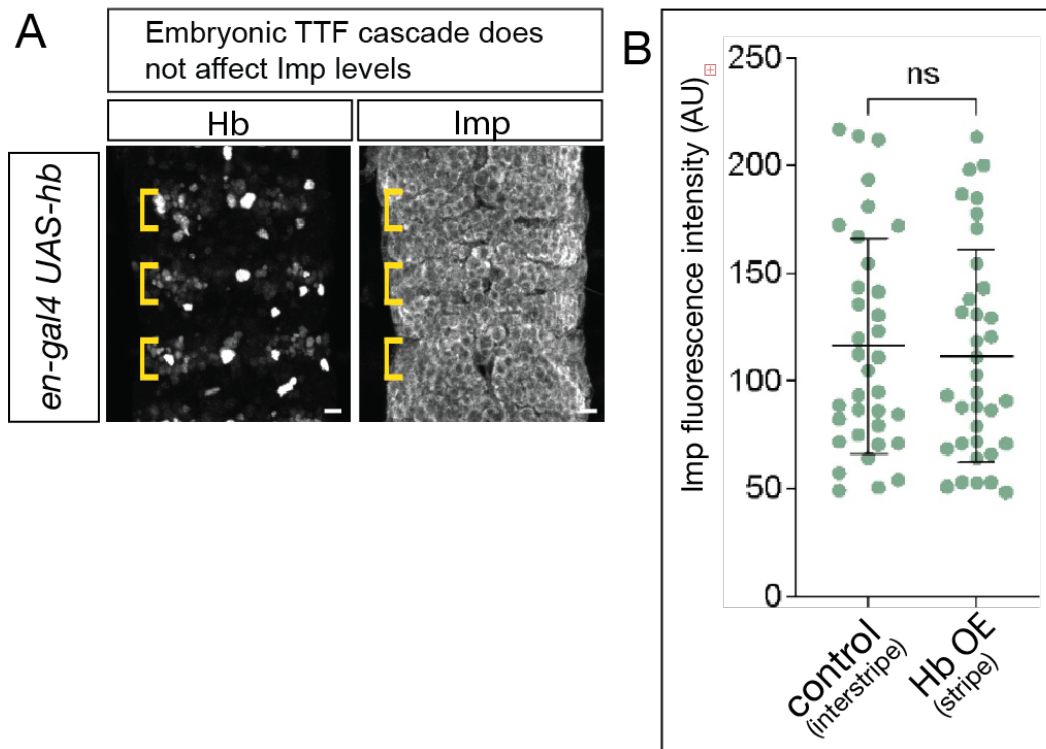 A
Embryonic TTF cascade does
not affect Imp levels
Hb
Imp
en-gal4 UAS-hb
B
Imp fluorescence intensity (AU)
250
200
150
100
50
0
ns
control
(interstripe)
Hb OE
(stripe)